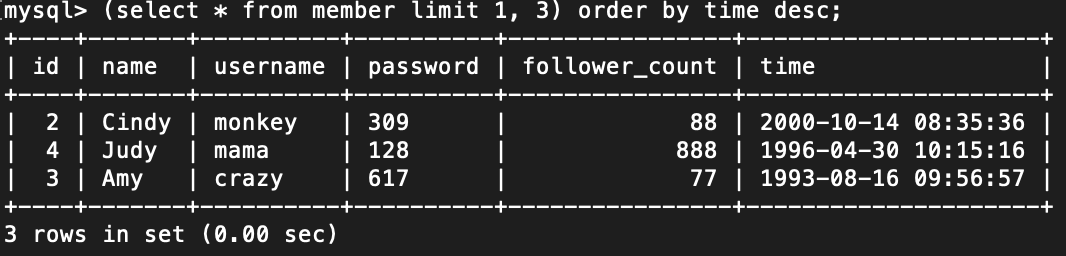 mysql> (select * from member limit 1, 3) order by time desc;
+----+-------+----------+----------+----------------+---------------------+
| id | name  | username | password | follower_count | time                |
+----+-------+----------+----------+----------------+---------------------+
|  2 | Cindy | monkey   | 309      |             88 | 2000-10-14 08:35:36 |
|  4 | Judy  | mama     | 128      |            888 | 1996-04-30 10:15:16 |
|  3 | Amy   | crazy    | 617      |             77 | 1993-08-16 09:56:57 |
+----+-------+----------+----------+----------------+---------------------+
3 rows in set (0.00 sec)